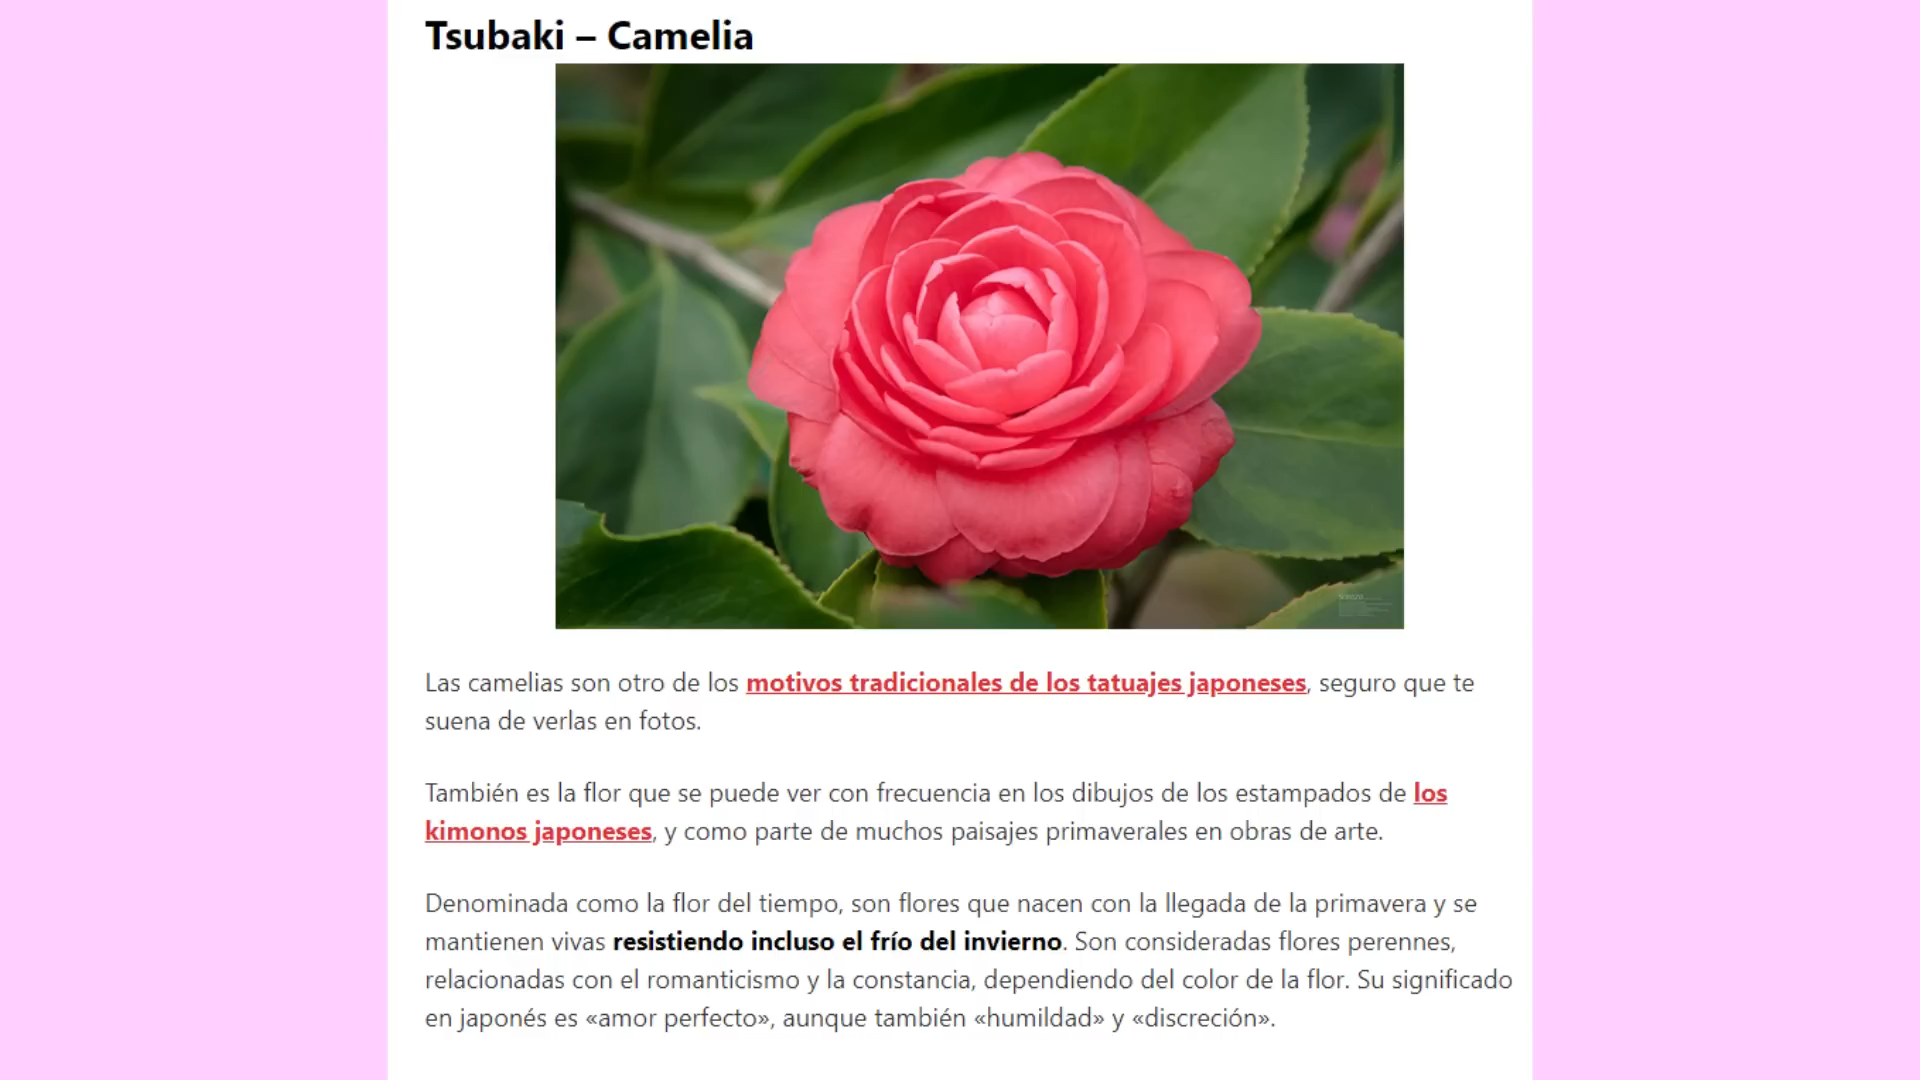 Tsubaki – Camelia
Las camelias son otro de los motivos tradicionales de los tatuajes japoneses, seguro que te
suena de verlas en fotos.
También es la flor que se puede ver con frecuencia en los dibujos de los estampados de los
kimonos japoneses, y como parte de muchos paisajes primaverales en obras de arte.
Denominada como la flor del tiempo, son flores que nacen con la llegada de la primavera y se
mantienen vivas resistiendo incluso el frío del invierno. Son consideradas flores perennes,
relacionadas con el romanticismo y la constancia, dependiendo del color de la flor. Su significado
en japonés es «amor perfecto», aunque también «humildad» y «discreción».